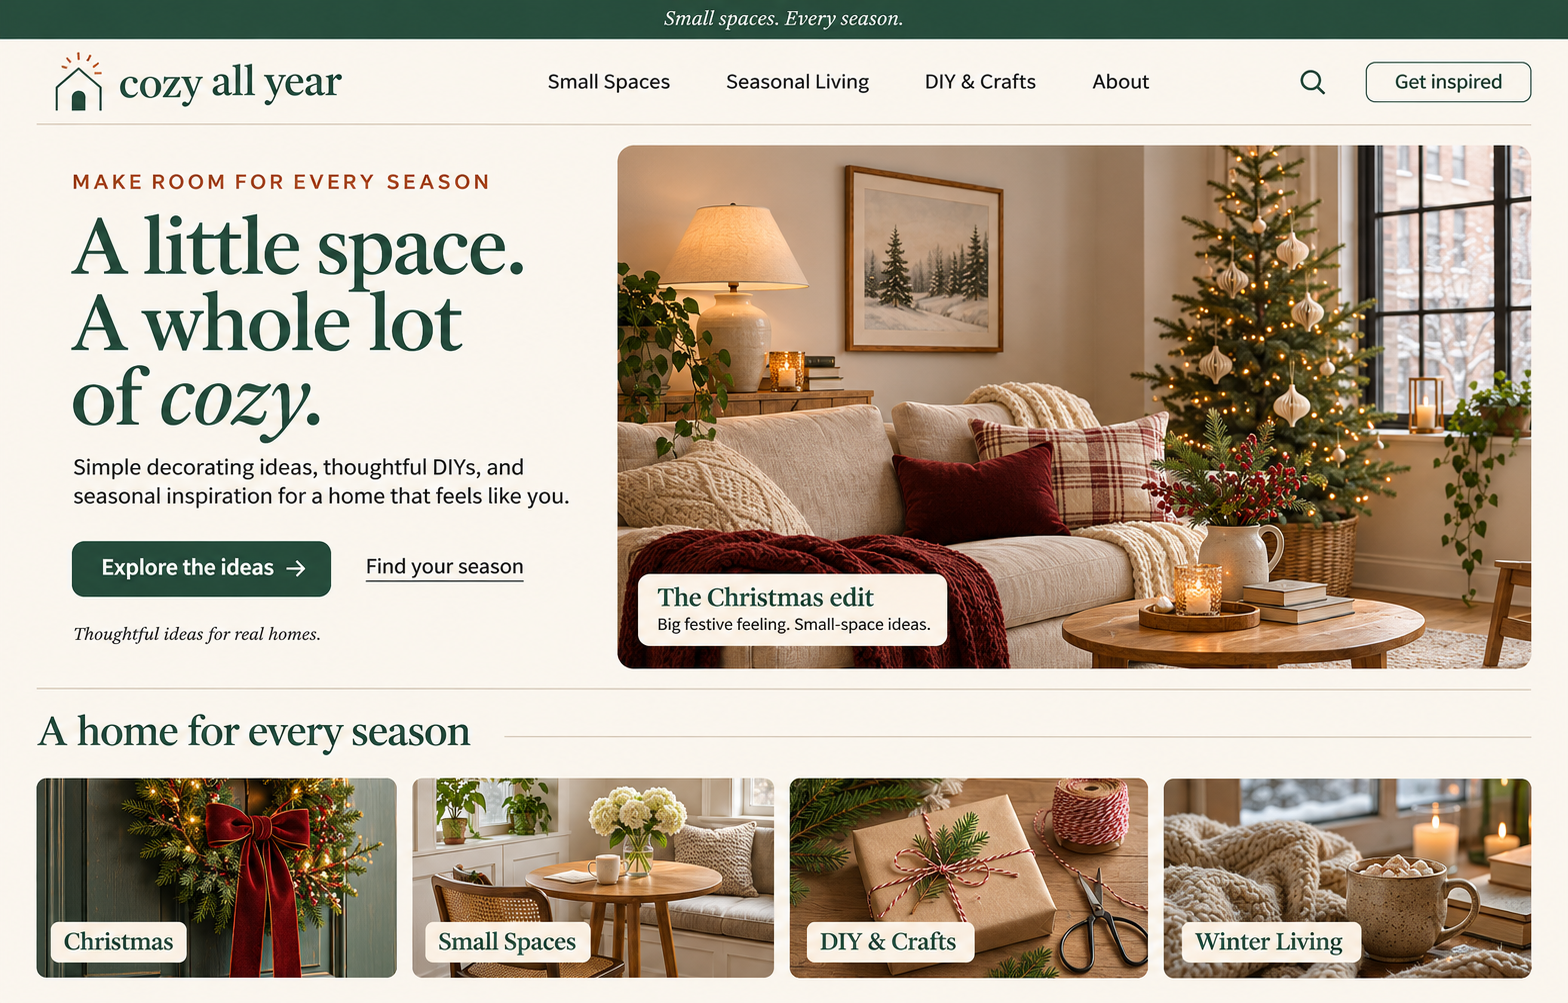 Small spaces. Every season.
cozy all year
Small Spaces
Seasonal Living
DIY & Crafts
About
Get inspired
MAKE ROOM FOR EVERY SEASON
A little space.
A whole lot
of cozy.
Simple decorating ideas, thoughtful DIYs, and
seasonal inspiration for a home that feels like you.
Explore the ideas →
Find your season
Thoughtful ideas for real homes.
The Christmas edit
Big festive feeling. Small-space ideas.
A home for every season
Christmas
Small Spaces
DIY & Crafts
Winter Living